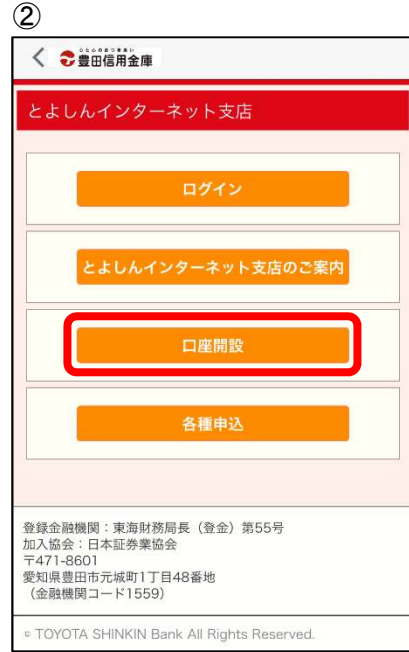 ②
豊田信用金庫
とよしんインターネット支店
ログイン
とよしんインターネット支店のご案内
口座開設
各種申込
登録金融機関：東海財務局長（登金）第55号
加入協会：日本証券業協会
〒471-8601
愛知県豊田市元城町1丁目48番地
（金融機関コード1559）
© TOYOTA SHINKIN Bank All Rights Reserved.